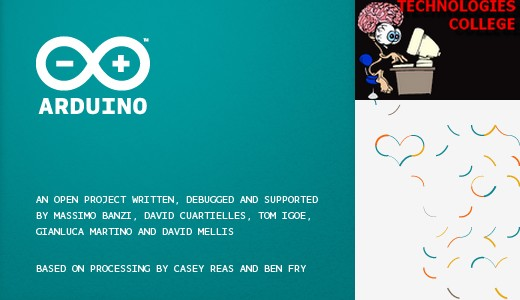 ARDUINO
AN OPEN PROJECT WRITTEN, DEBUGGED AND SUPPORTED
BY MASSIMO BANZI, DAVID CUARTIELLES, TOM IGOE,
GIANLUCA MARTINO AND DAVID MELLIS
BASED ON PROCESSING BY CASEY REAS AND BEN FRY
TECHNOLOGIES
COLLEGE